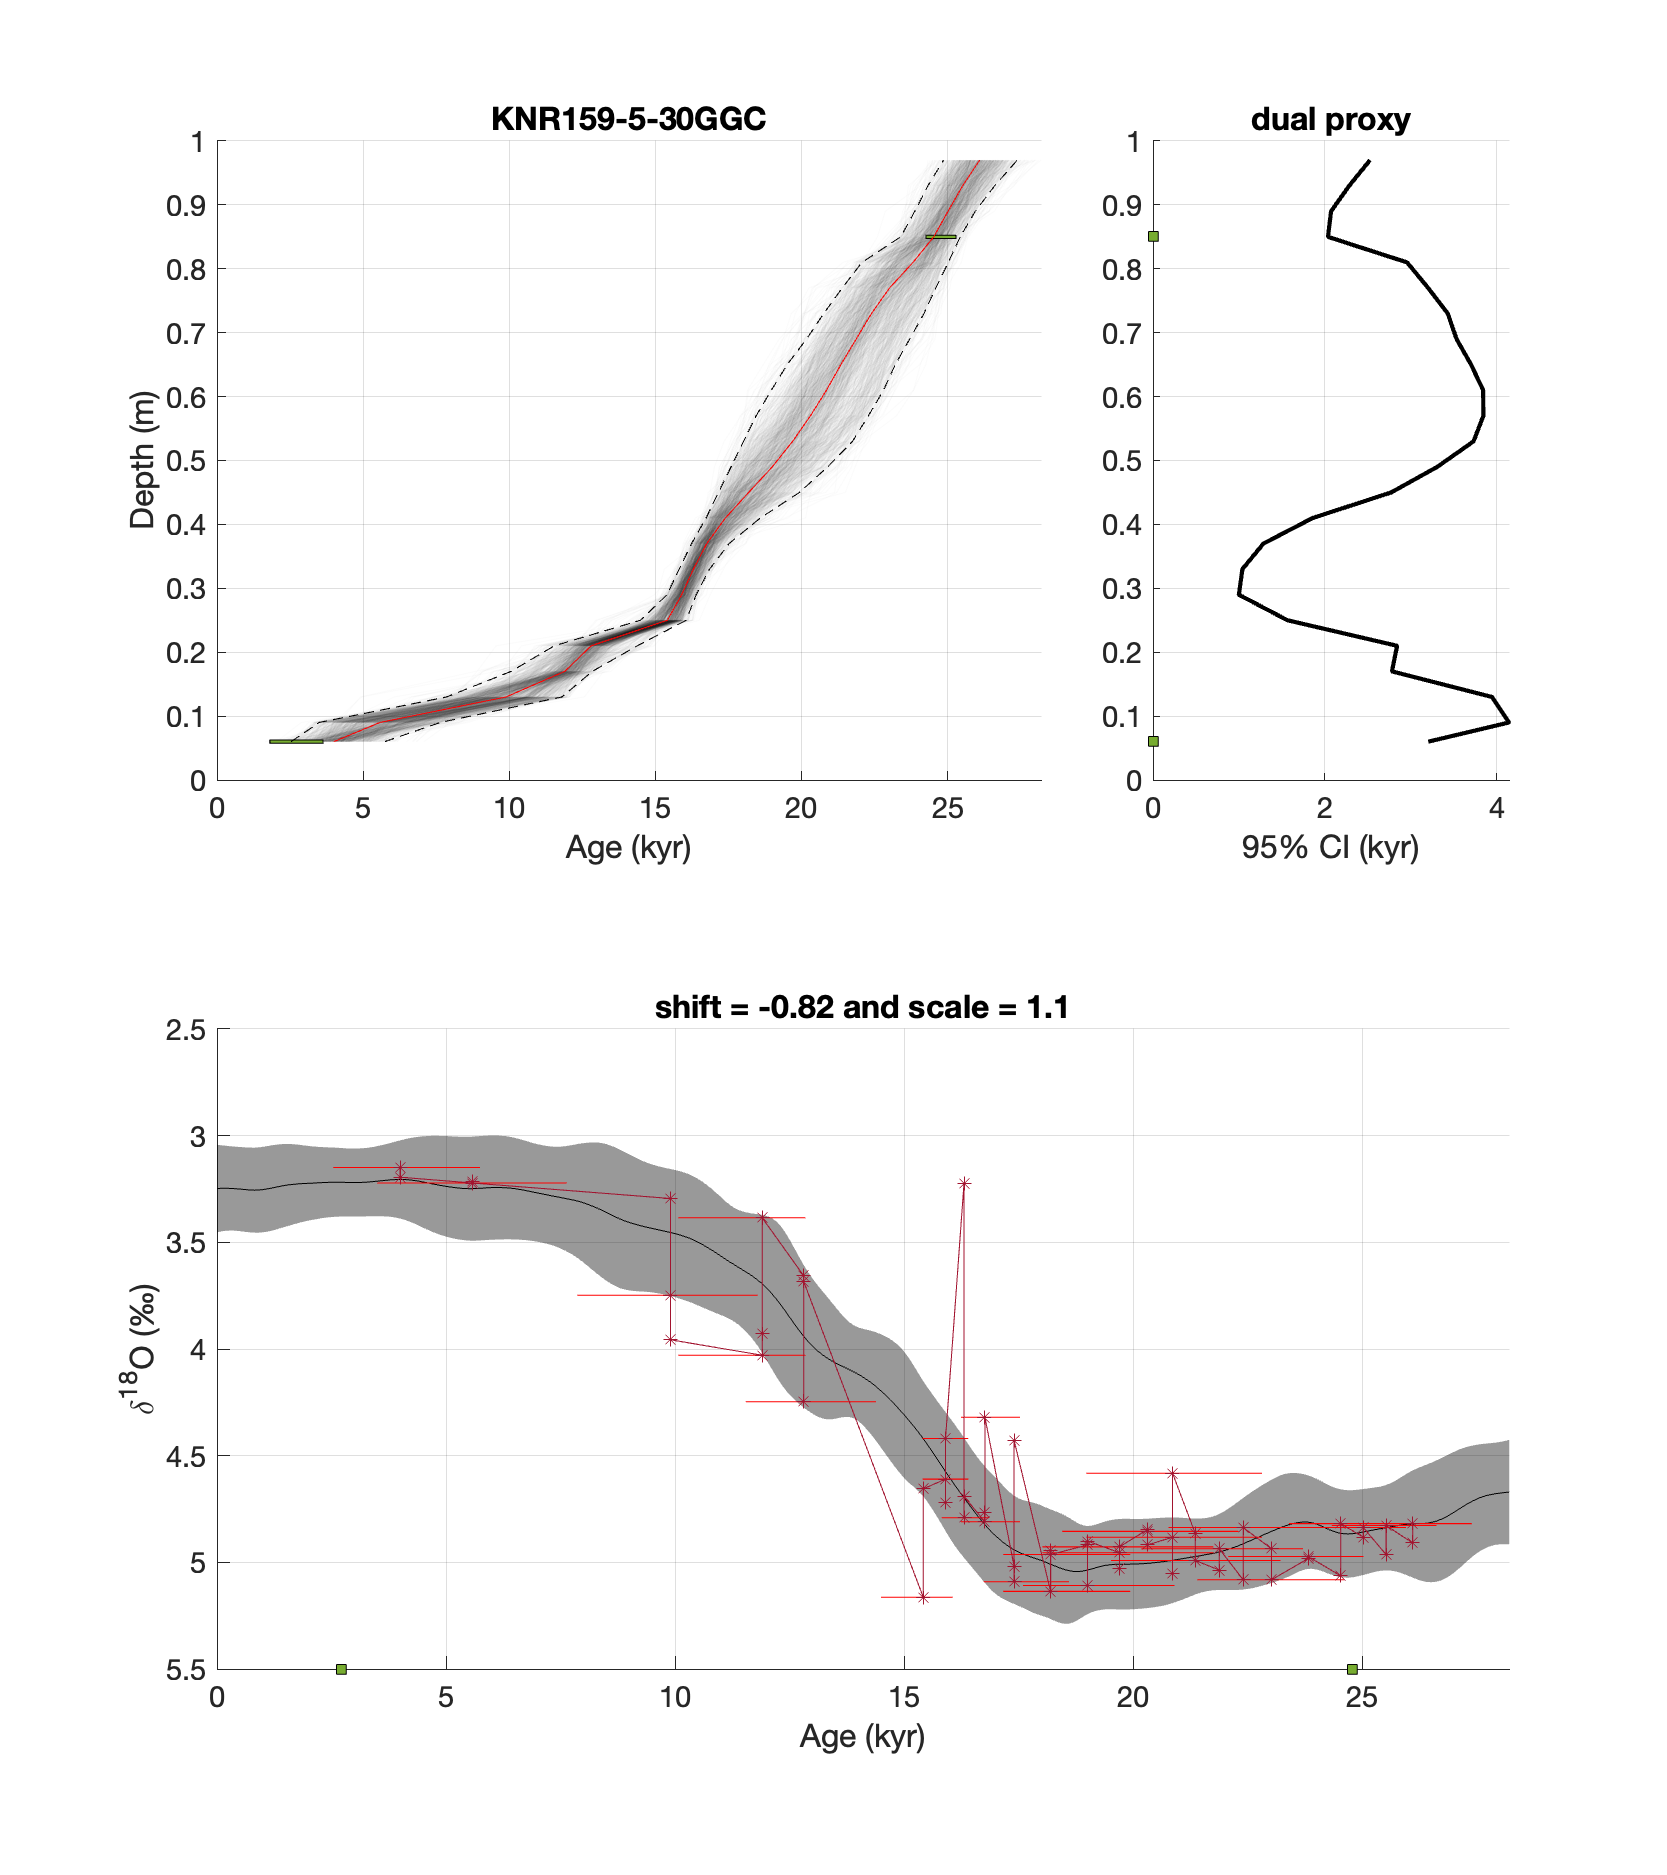 KNR159-5-30GGC
1
0.9
0.8
0.7
0.6
0.5
0.4
0.3
0.2
0.1
0
Depth (m)
0 5 10 15 20 25
Age (kyr)
dual proxy
1
0.9
0.8
0.7
0.6
0.5
0.4
0.3
0.2
0.1
0
0 2 4
95% CI (kyr)
shift = -0.82 and scale = 1.1
2.5
3
3.5
4
4.5
5
5.5
δ¹⁸O (‰)
0 5 10 15 20 25
Age (kyr)